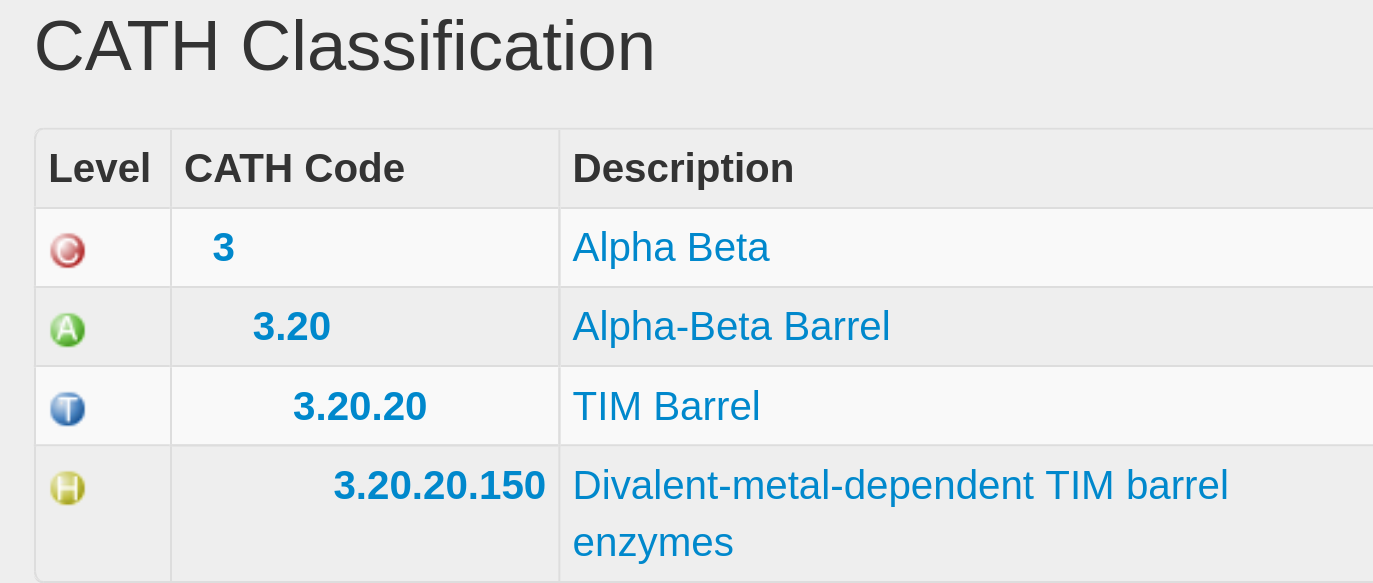 CATH Classification
Level CATH Code Description
C 3 Alpha Beta
A 3.20 Alpha-Beta Barrel
T 3.20.20 TIM Barrel
H 3.20.20.150 Divalent-metal-dependent TIM barrel
enzymes